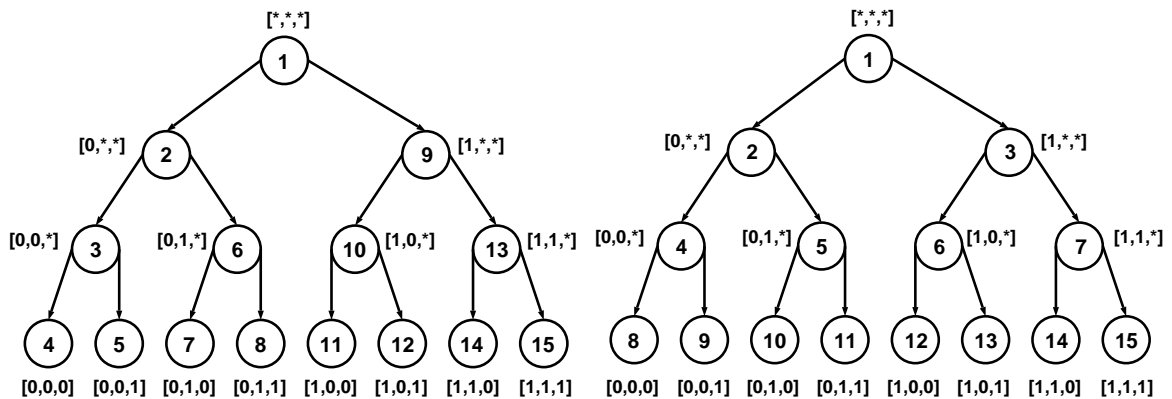 [*,*,*] [*,*,*]
1 1
[0,*,*] 2 9 [1,*,*] [0,*,*] 2 3 [1,*,*]
[0,0,*] 3 [0,1,*] 6 10 [1,0,*] 13 [1,1,*] [0,0,*] 4 [0,1,*] 5 6 [1,0,*] 7 [1,1,*]
4 5 7 8 11 12 14 15 8 9 10 11 12 13 14 15
[0,0,0] [0,0,1] [0,1,0] [0,1,1] [1,0,0] [1,0,1] [1,1,0] [1,1,1] [0,0,0] [0,0,1] [0,1,0] [0,1,1] [1,0,0] [1,0,1] [1,1,0] [1,1,1]